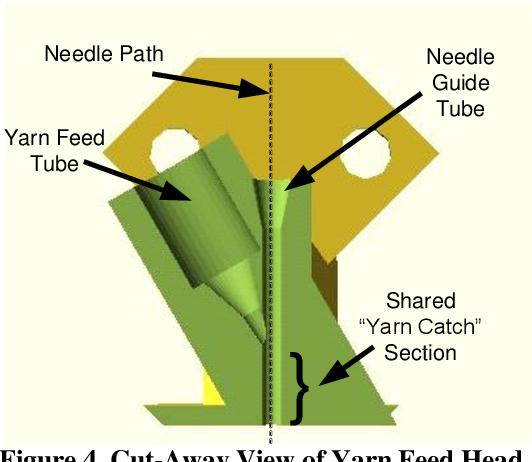 Needle Path
Needle
Guide
Tube
Yarn Feed
Tube
Shared
“Yarn Catch”
Section
Figure 4. Cut-Away View of Yarn Feed Head